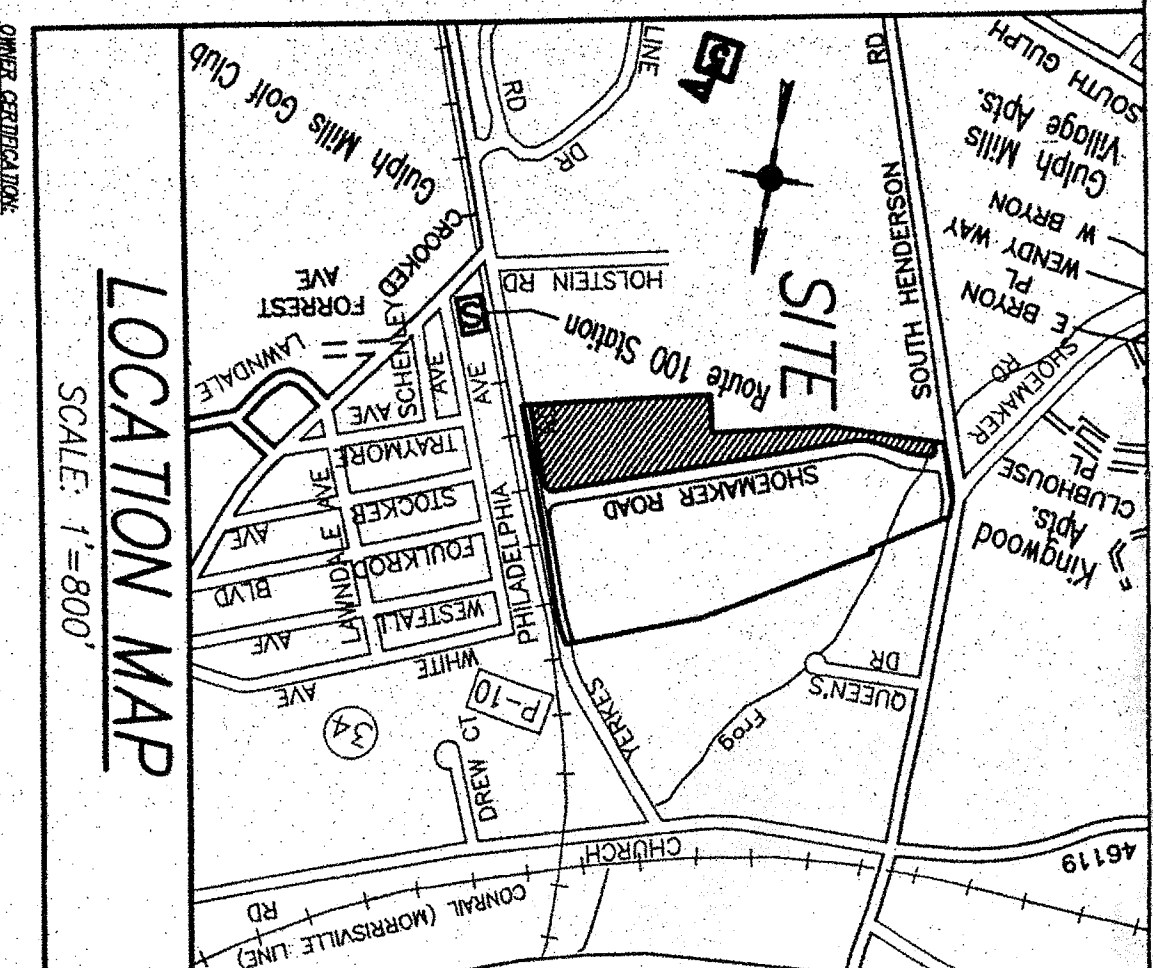 OWNER CERTIFICATION:
LOCATION MAP
SCALE: 1"=800'
SITE
Gulph Mills Golf Club
LINE
RD
DR
RD
SOUTH GULPH
Gulph Mills
Village Apts.
W BRYON
WENDY WAY
E BRYON
PL
SOUTH HENDERSON
SHOEMAKER
RD
CROOKED
HOLSTEIN RD
FORREST
AVE
LAWNDALE
SCHENLEY
AVE
AVE
S
Route 100 Station
AVE
TRAYMORE
STOCKER
AVE
FOULKROD
BLVD
WESTFALL
AVE
LAWNDALE AVE
WHITE
AVE
PHILADELPHIA
SHOEMAKER ROAD
CLUBHOUSE
PL
Kingwood
Apts.
QUEEN'S
DR
Frog
YERKES
P-10
34
DREW CT
CHURCH
RD
CONRAIL (MORRISVILLE LINE)
46119